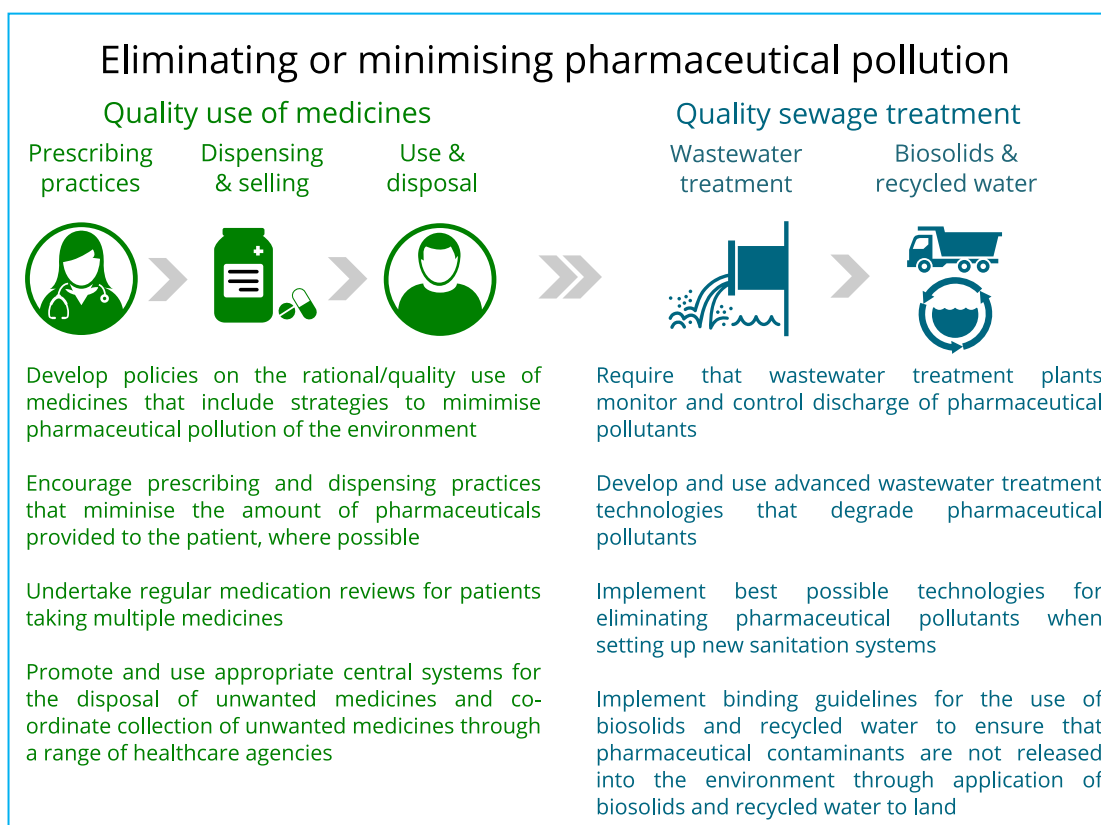 Eliminating or minimising pharmaceutical pollution
Quality use of medicines
Prescribing
practices
Dispensing
& selling
Use &
disposal
Develop policies on the rational/quality use of
medicines that include strategies to mimimise
pharmaceutical pollution of the environment
Encourage prescribing and dispensing practices
that miminise the amount of pharmaceuticals
provided to the patient, where possible
Undertake regular medication reviews for patients
taking multiple medicines
Promote and use appropriate central systems for
the disposal of unwanted medicines and co-
ordinate collection of unwanted medicines through
a range of healthcare agencies
Quality sewage treatment
Wastewater
treatment
Biosolids &
recycled water
Require that wastewater treatment plants
monitor and control discharge of pharmaceutical
pollutants
Develop and use advanced wastewater treatment
technologies that degrade pharmaceutical
pollutants
Implement best possible technologies for
eliminating pharmaceutical pollutants when
setting up new sanitation systems
Implement binding guidelines for the use of
biosolids and recycled water to ensure that
pharmaceutical contaminants are not released
into the environment through application of
biosolids and recycled water to land